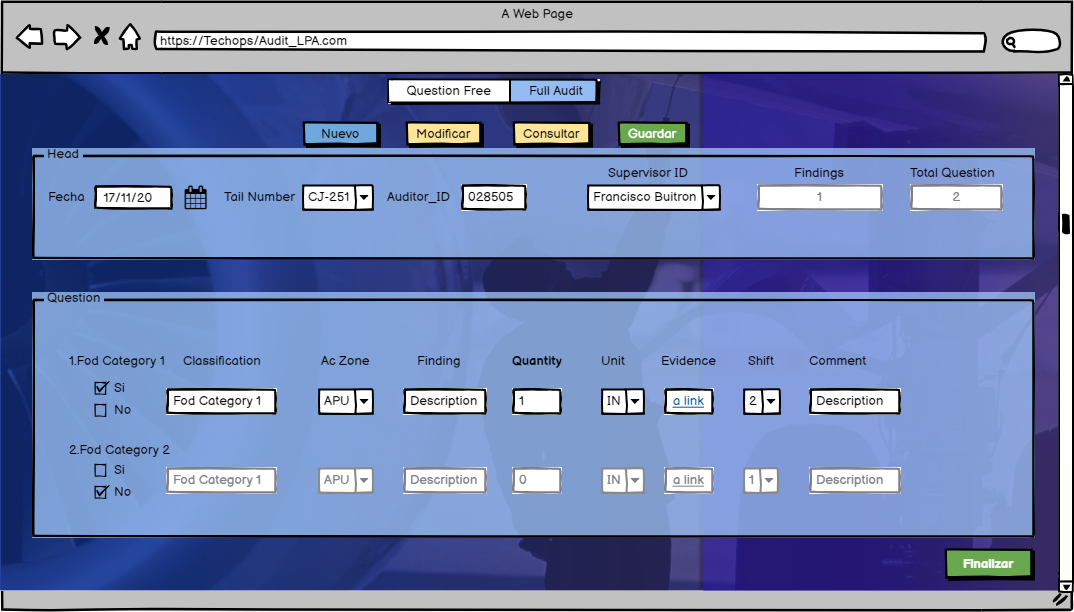 A Web Page
https://Techops/Audit_LPA.com
Question Free Full Audit
Nuevo Modificar Consultar Guardar
Head
Supervisor ID Findings Total Question
Fecha 17/11/20 Tail Number CJ-251 Auditor_ID 028505 Francisco Buitron 1 2
Question
1.Fod Category 1 Classification Ac Zone Finding Quantity Unit Evidence Shift Comment
Si
Fod Category 1 APU Description 1 IN a link 2 Description
No
2.Fod Category 2
Si
Fod Category 1 APU Description 0 IN a link 1 Description
No
Finalizar